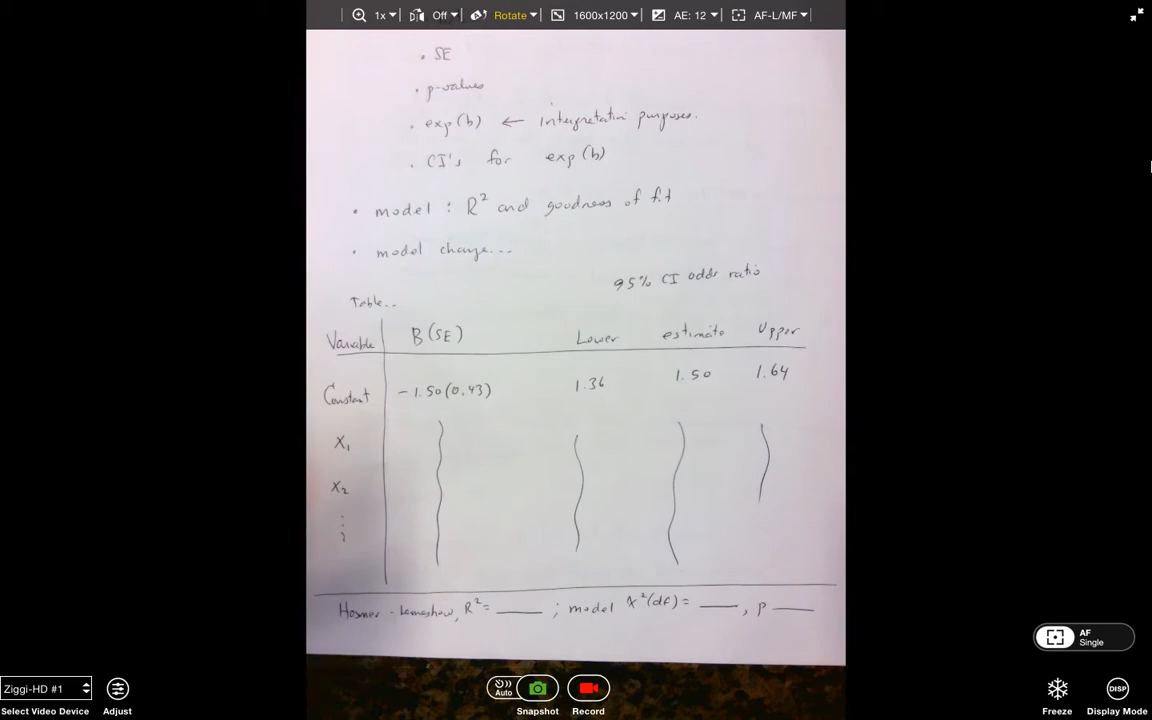 1x Off Rotate 1600x1200 AE: 12 AF-L/MF
· SE
· p-values
· exp(b) ← interpretation purposes.
· CI's for exp(b)
· model : R² and goodness of fit
· model change...
95% CI odds ratio
Table..
Variable B(SE) Lower estimate Upper
Constant -1.50(0.43) 1.36 1.50 1.64
X₁
X₂
Hosmer-Lemeshow, R²= ____ ; model X²(df)= ____, p ____
AF
Single
Ziggi-HD #1
Auto
Select Video Device Adjust Snapshot Record Freeze Display Mode
DISP